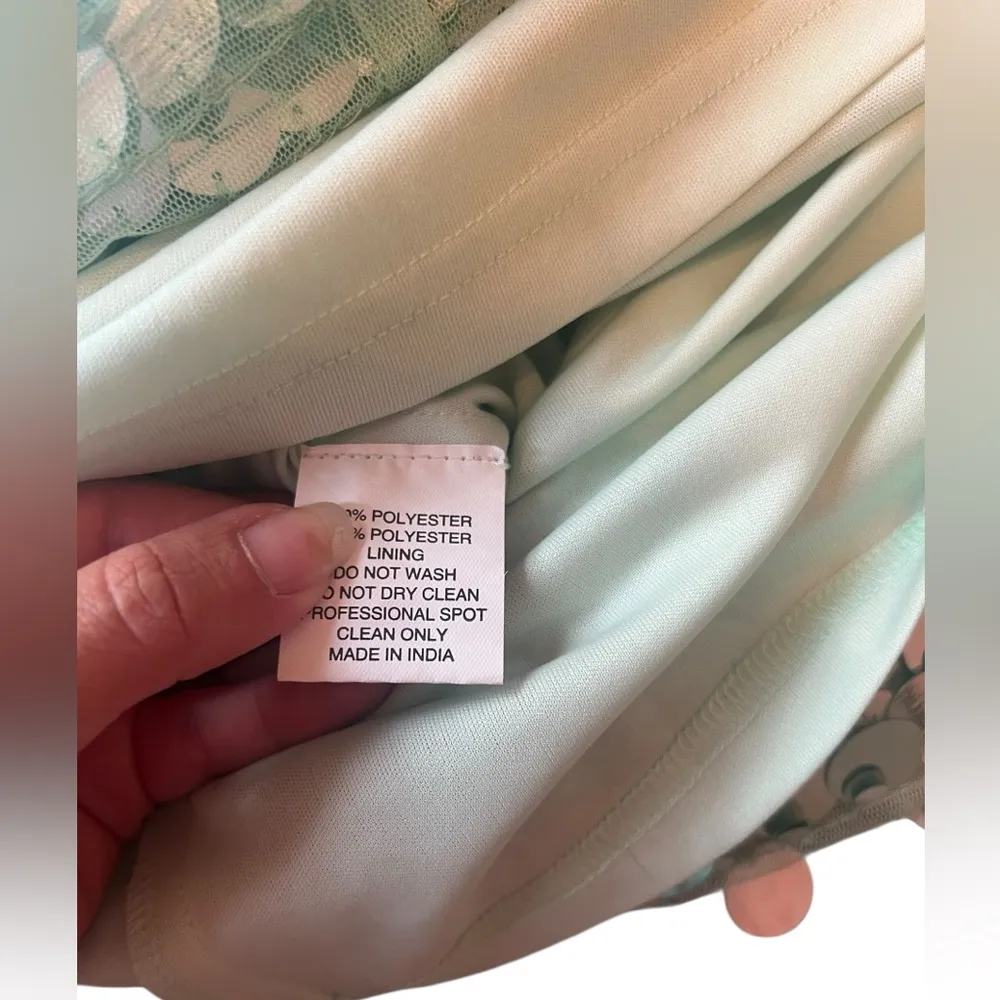 % POLYESTER
% POLYESTER
LINING
DO NOT WASH
NOT DRY CLEAN
PROFESSIONAL SPOT
CLEAN ONLY
MADE IN INDIA